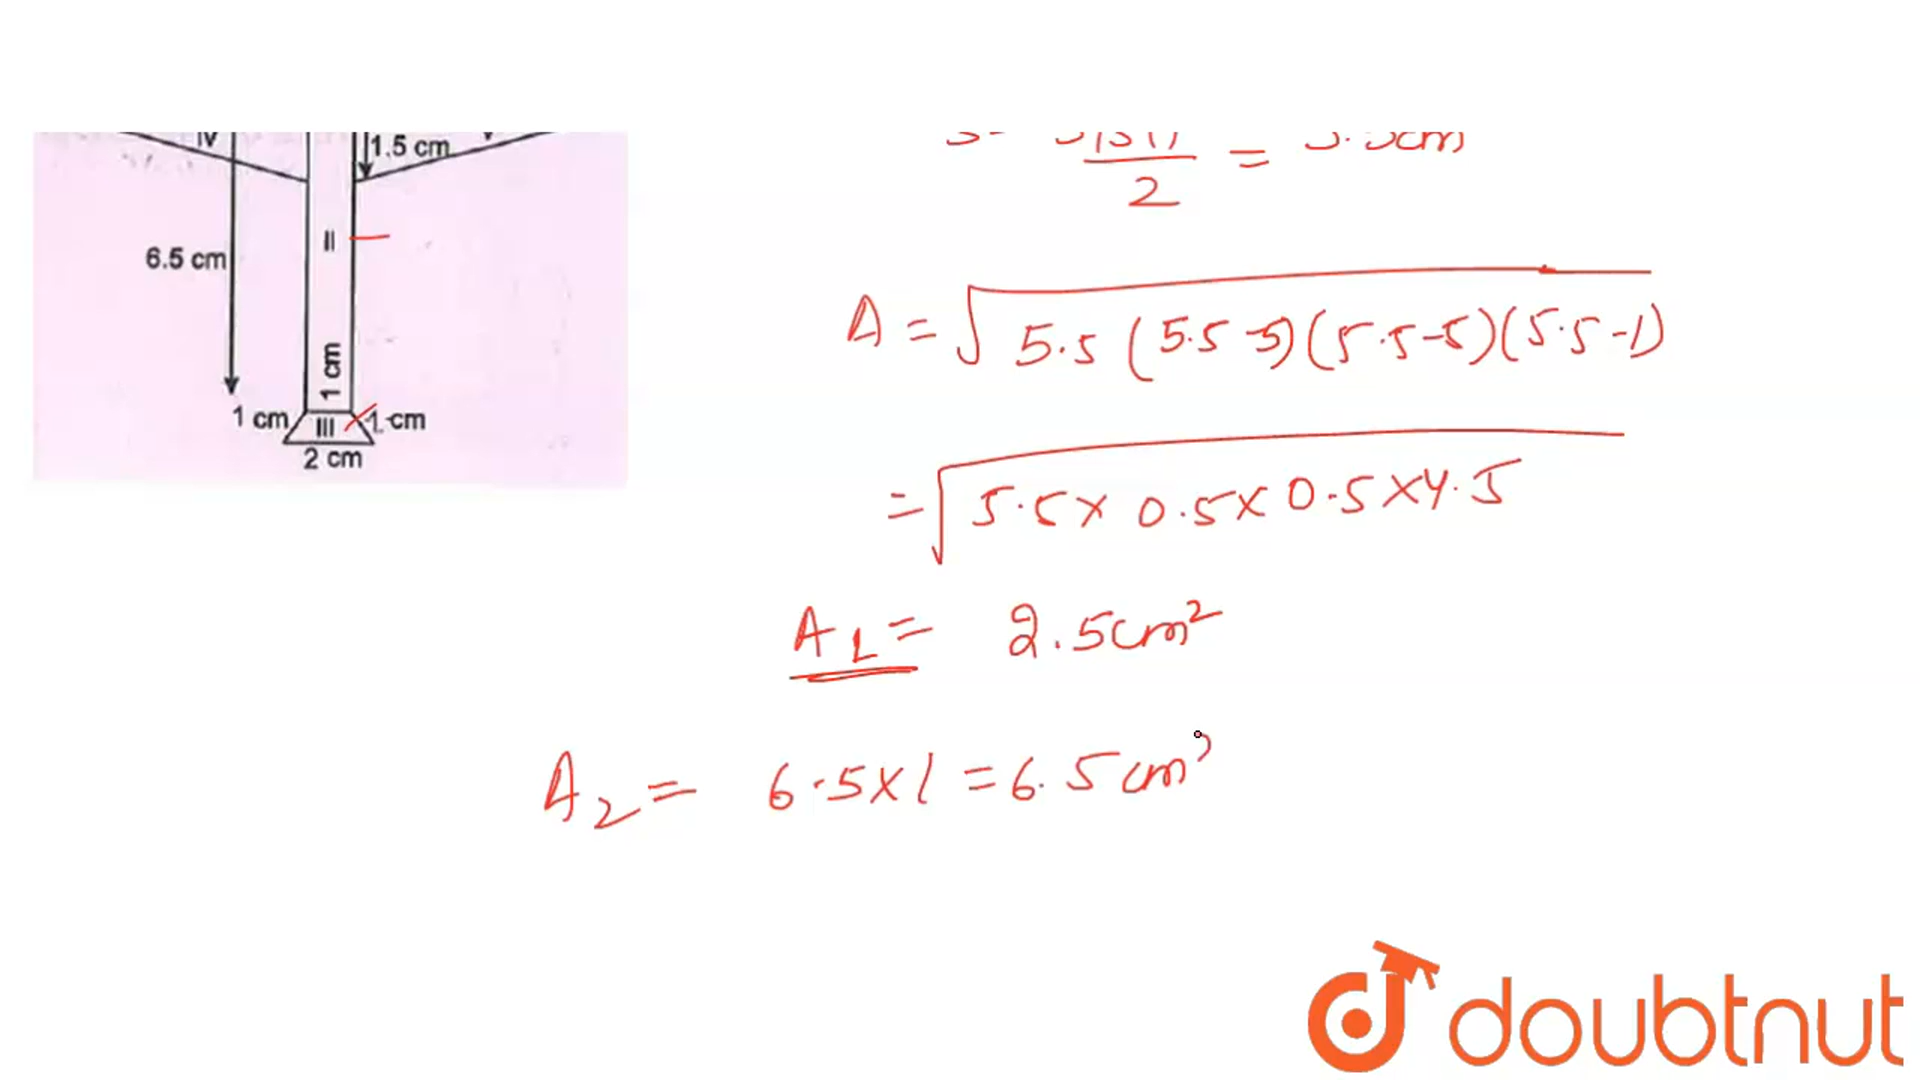 IV
1.5 cm
= 
2
6.5 cm
II
1 cm
1 cm III 1 cm
2 cm
A = √5.5 (5.5-5)(5.5-5)(5.5-1)
= √5.5 x 0.5 x 0.5 x 4.5
A1 = 2.5cm²
A2 = 6.5 x 1 = 6.5 cm²
doubtnut